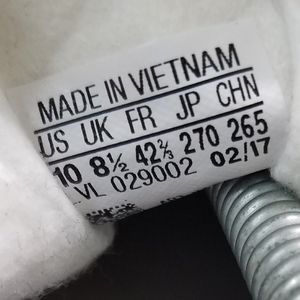 MADE IN VIETNAM
US UK FR JP CHN
10 8½ 42⅔ 270 265
VL 029002 02/17